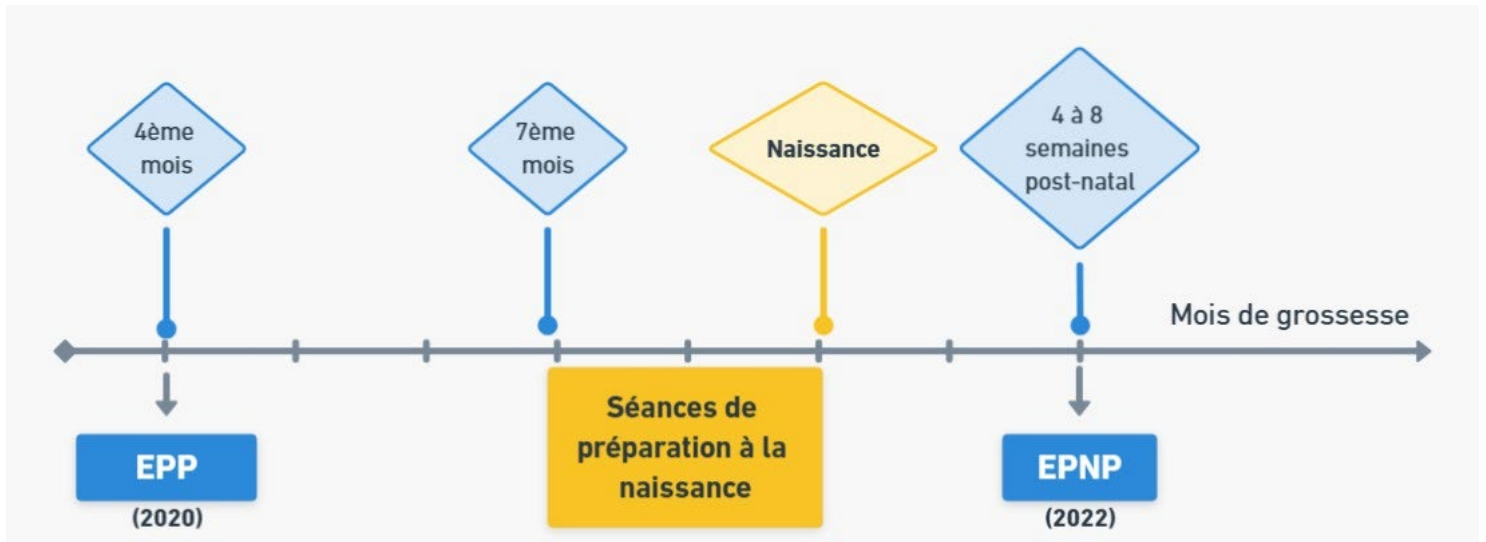 4ème
mois
7ème
mois
Naissance
4 à 8
semaines
post-natal
Mois de grossesse
EPP
(2020)
Séances de
préparation à la
naissance
EPNP
(2022)